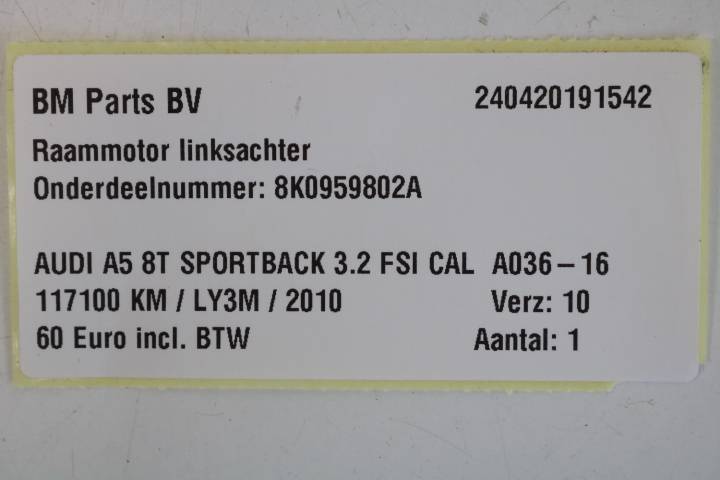 BM Parts BV 240420191542
Raammotor linksachter
Onderdeelnummer: 8K0959802A
AUDI A5 8T SPORTBACK 3.2 FSI CAL A036 – 16
117100 KM / LY3M / 2010 Verz: 10
60 Euro incl. BTW Aantal: 1